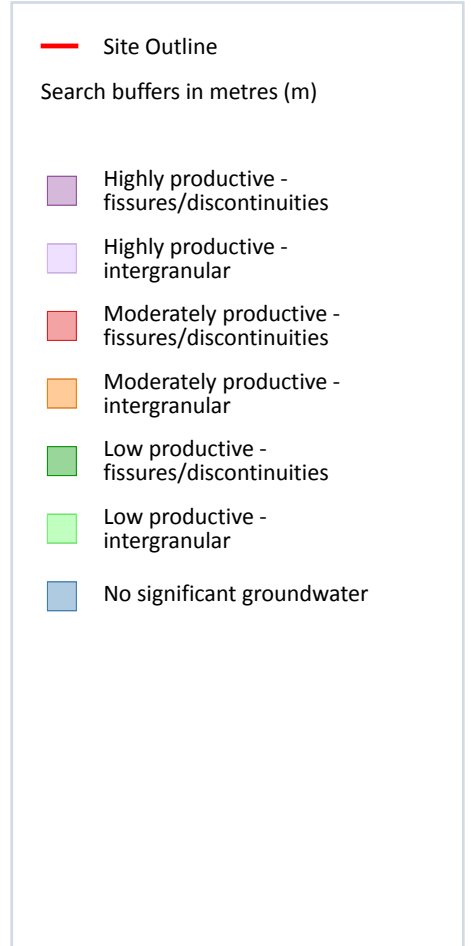 Site Outline
Search buffers in metres (m)
Highly productive -
fissures/discontinuities
Highly productive -
intergranular
Moderately productive -
fissures/discontinuities
Moderately productive -
intergranular
Low productive -
fissures/discontinuities
Low productive -
intergranular
No significant groundwater